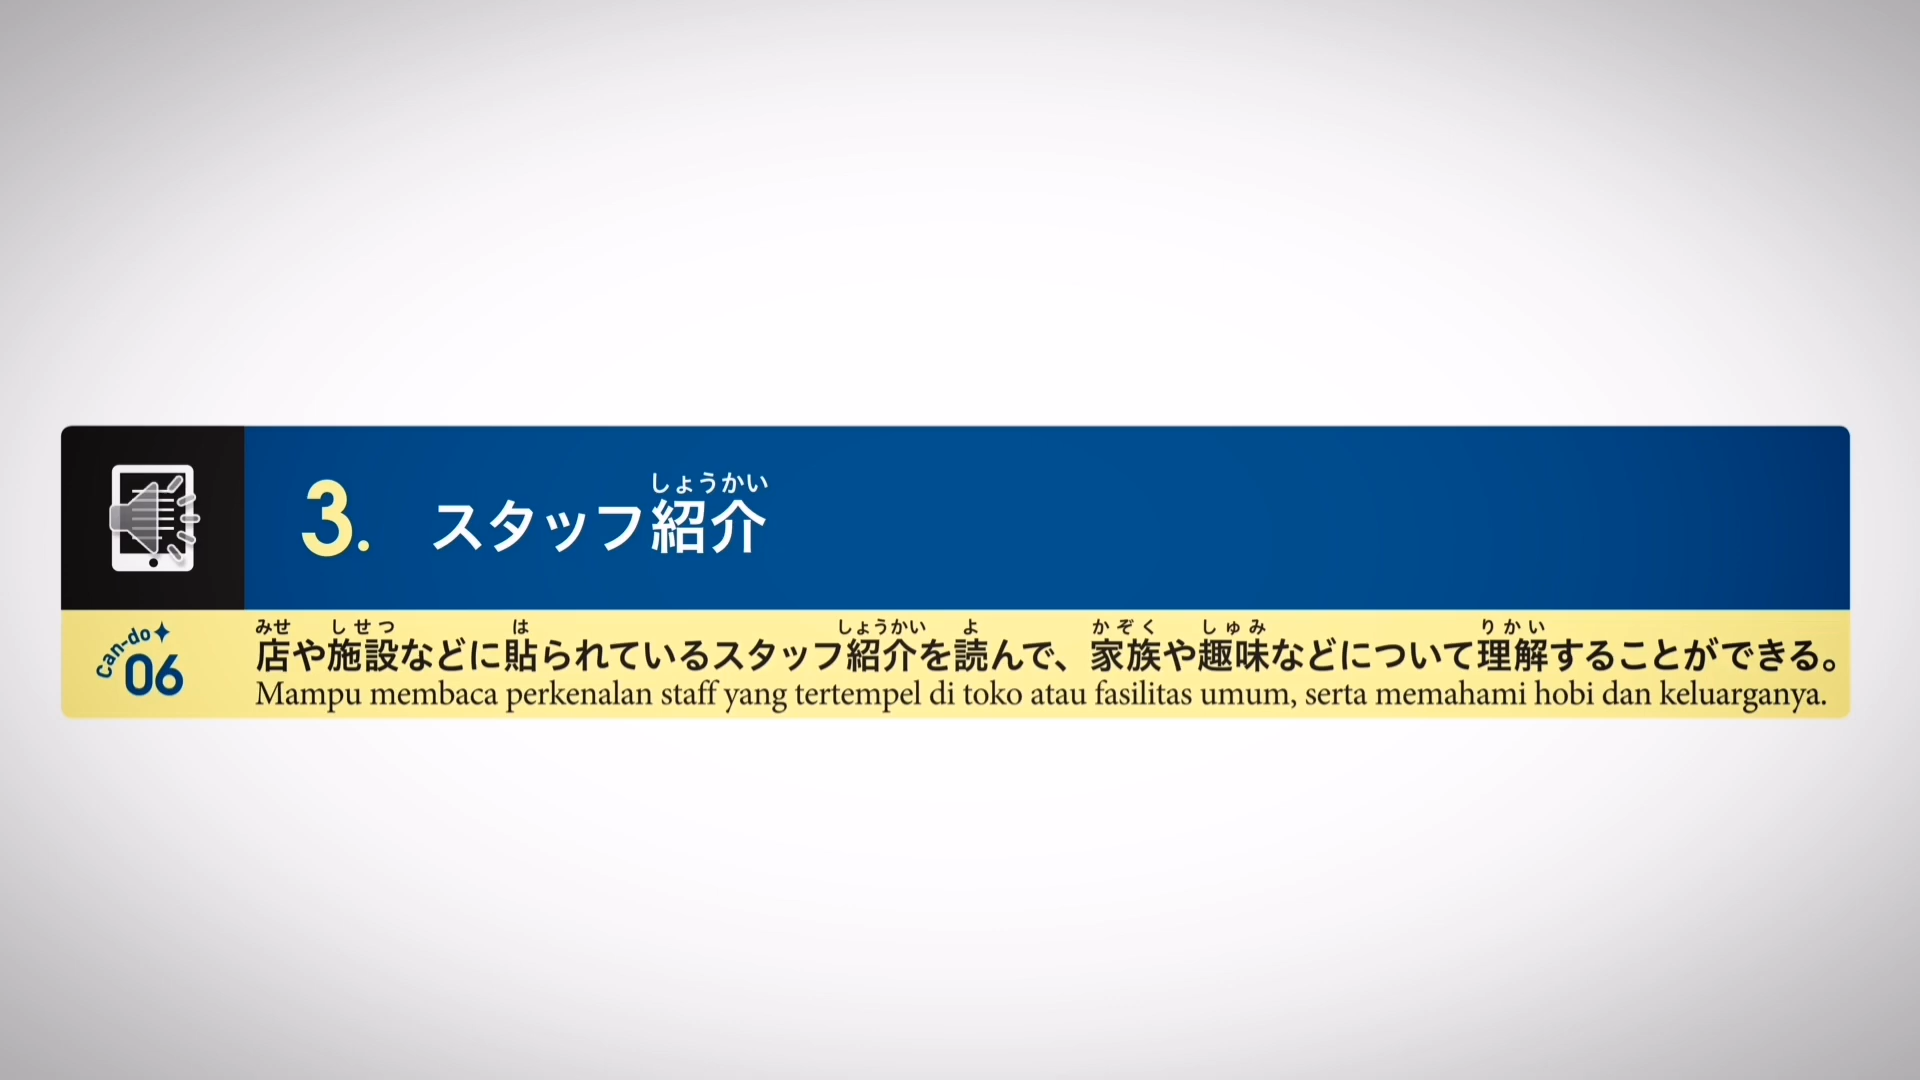 しょうかい
3. スタッフ紹介
Can-do
06
みせ しせつ は しょうかい よ かぞく しゅみ りかい
店や施設などに貼られているスタッフ紹介を読んで、家族や趣味などについて理解することができる。
Mampu membaca perkenalan staff yang tertempel di toko atau fasilitas umum, serta memahami hobi dan keluarganya.